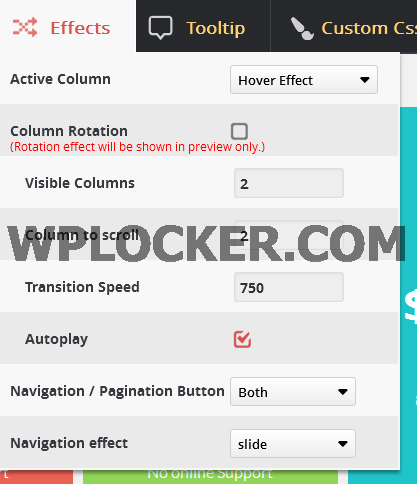 Effects Tooltip Custom Css
Active Column Hover Effect
Column Rotation
(Rotation effect will be shown in preview only.)
Visible Columns 2
Column to scroll 2
WPLOCKER.COM
Transition Speed 750
Autoplay
Navigation / Pagination Button Both
Navigation effect slide
rt No online Support
$